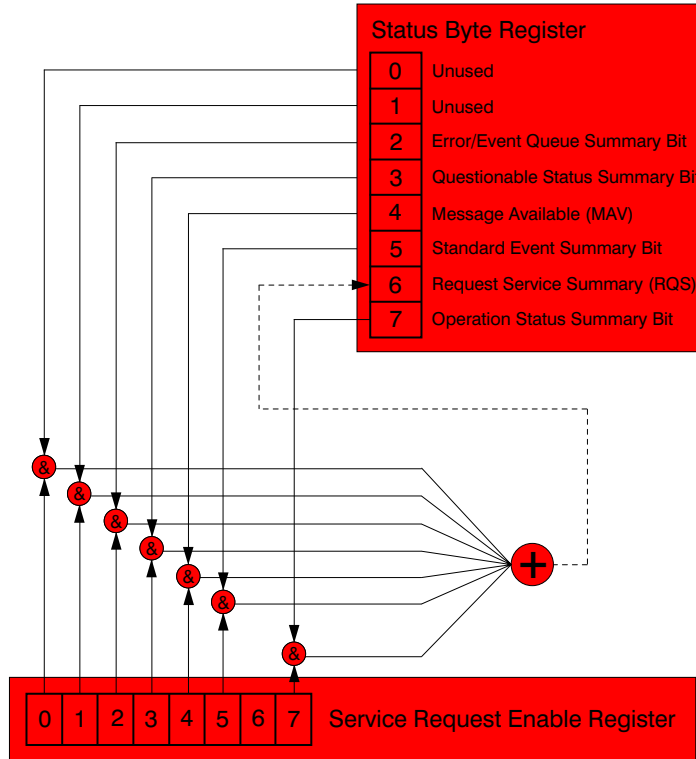 Status Byte Register
0 Unused
1 Unused
2 Error/Event Queue Summary Bit
3 Questionable Status Summary Bit
4 Message Available (MAV)
5 Standard Event Summary Bit
6 Request Service Summary (RQS)
7 Operation Status Summary Bit
&
&
&
&
&
&
+
&
0 1 2 3 4 5 6 7 Service Request Enable Register